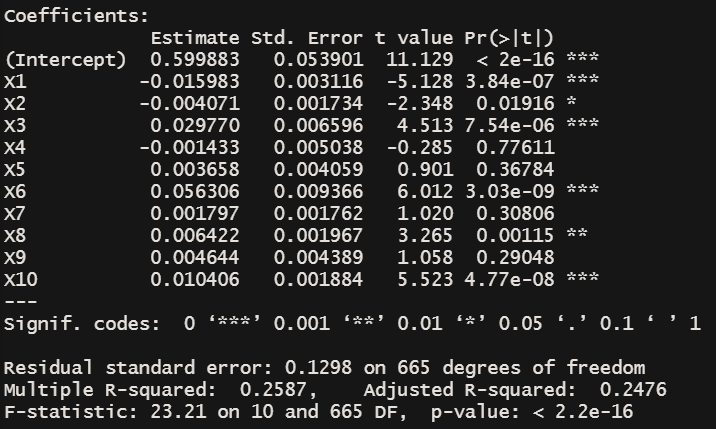 Coefficients:
             Estimate Std. Error t value Pr(>|t|)
(Intercept)  0.599883   0.053901  11.129  < 2e-16 ***
X1          -0.015983   0.003116  -5.128 3.84e-07 ***
X2          -0.004071   0.001734  -2.348  0.01916 *
X3           0.029770   0.006596   4.513 7.54e-06 ***
X4          -0.001433   0.005038  -0.285  0.77611
X5           0.003658   0.004059   0.901  0.36784
X6           0.056306   0.009366   6.012 3.03e-09 ***
X7           0.001797   0.001762   1.020  0.30806
X8           0.006422   0.001967   3.265  0.00115 **
X9           0.004644   0.004389   1.058  0.29048
X10          0.010406   0.001884   5.523 4.77e-08 ***
---
Signif. codes:  0 ‘***’ 0.001 ‘**’ 0.01 ‘*’ 0.05 ‘.’ 0.1 ‘ ’ 1
Residual standard error: 0.1298 on 665 degrees of freedom
Multiple R-squared:  0.2587,    Adjusted R-squared:  0.2476
F-statistic: 23.21 on 10 and 665 DF,  p-value: < 2.2e-16